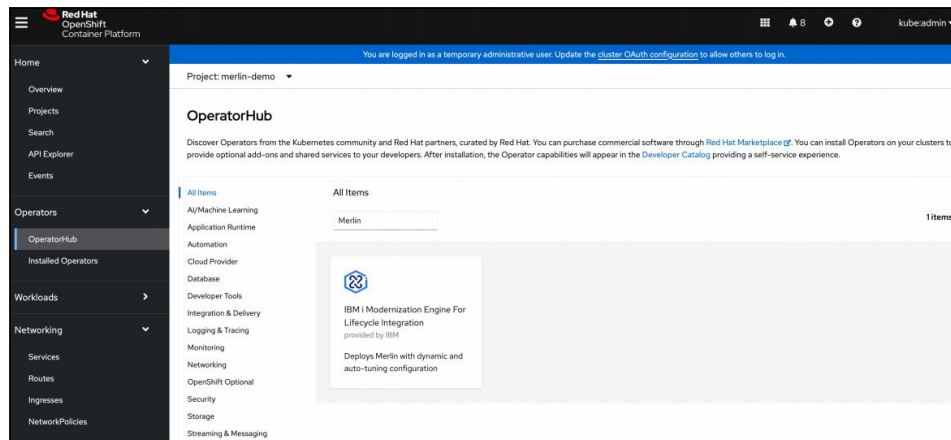 Red Hat
OpenShift
Container Platform
8
kube:admin
You are logged in as a temporary administrative user. Update the cluster OAuth configuration to allow others to log in.
Home
Overview
Projects
Search
API Explorer
Events
Operators
OperatorHub
Installed Operators
Workloads
Networking
Services
Routes
Ingresses
NetworkPolicies
Project: merlin-demo
OperatorHub
Discover Operators from the Kubernetes community and Red Hat partners, curated by Red Hat. You can purchase commercial software through Red Hat Marketplace. You can install Operators on your clusters to
provide optional add-ons and shared services to your developers. After installation, the Operator capabilities will appear in the Developer Catalog providing a self-service experience.
All Items
AI/Machine Learning
Application Runtime
Automation
Cloud Provider
Database
Developer Tools
Integration & Delivery
Logging & Tracing
Monitoring
Networking
OpenShift Optional
Security
Storage
Streaming & Messaging
All Items
Merlin
1 items
IBM i Modernization Engine For
Lifecycle Integration
provided by IBM
Deploys Merlin with dynamic and
auto-tuning configuration